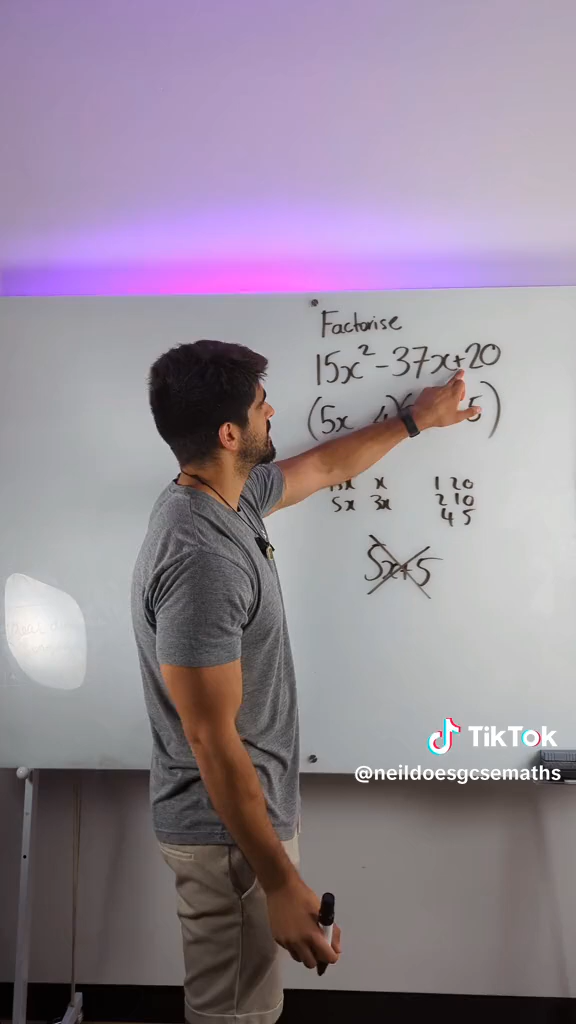 Factorise
15x² - 37x + 20
(5x 4)( 5)
x 1 20
5x 3x 2 10
4 5
5x+5
TikTok
@neildoesgcsemaths